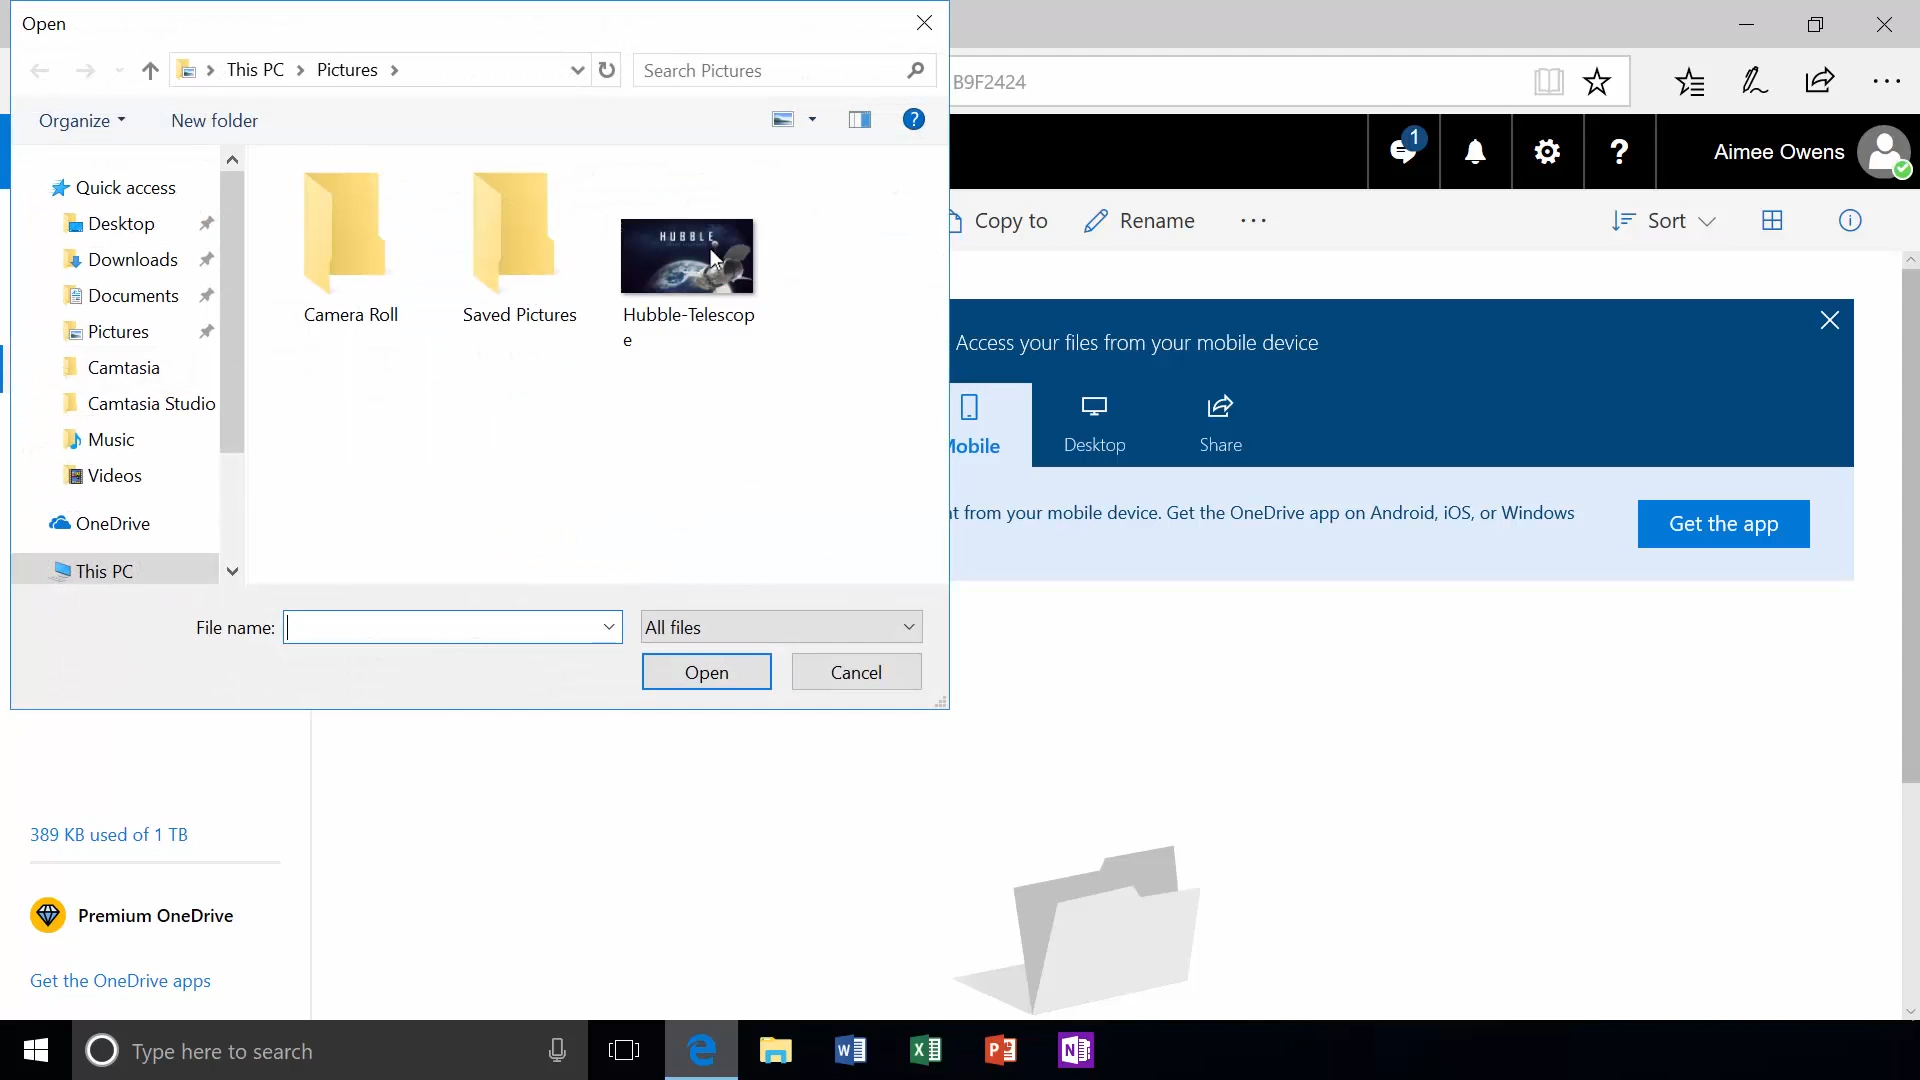 Open
This PC
Pictures
Search Pictures
B9F2424
Organize
New folder
?
1
?
Aimee Owens
Copy to
Rename
Sort
Quick access
Desktop
Downloads
Documents
Pictures
Camtasia
Camtasia Studio
Music
Videos
OneDrive
This PC
HUBBLE
Camera Roll
Saved Pictures
Hubble-Telescop
e
Access your files from your mobile device
Mobile
Desktop
Share
from your mobile device. Get the OneDrive app on Android, iOS, or Windows
Get the app
File name:
All files
Open
Cancel
389 KB used of 1 TB
Premium OneDrive
Get the OneDrive apps
Type here to search